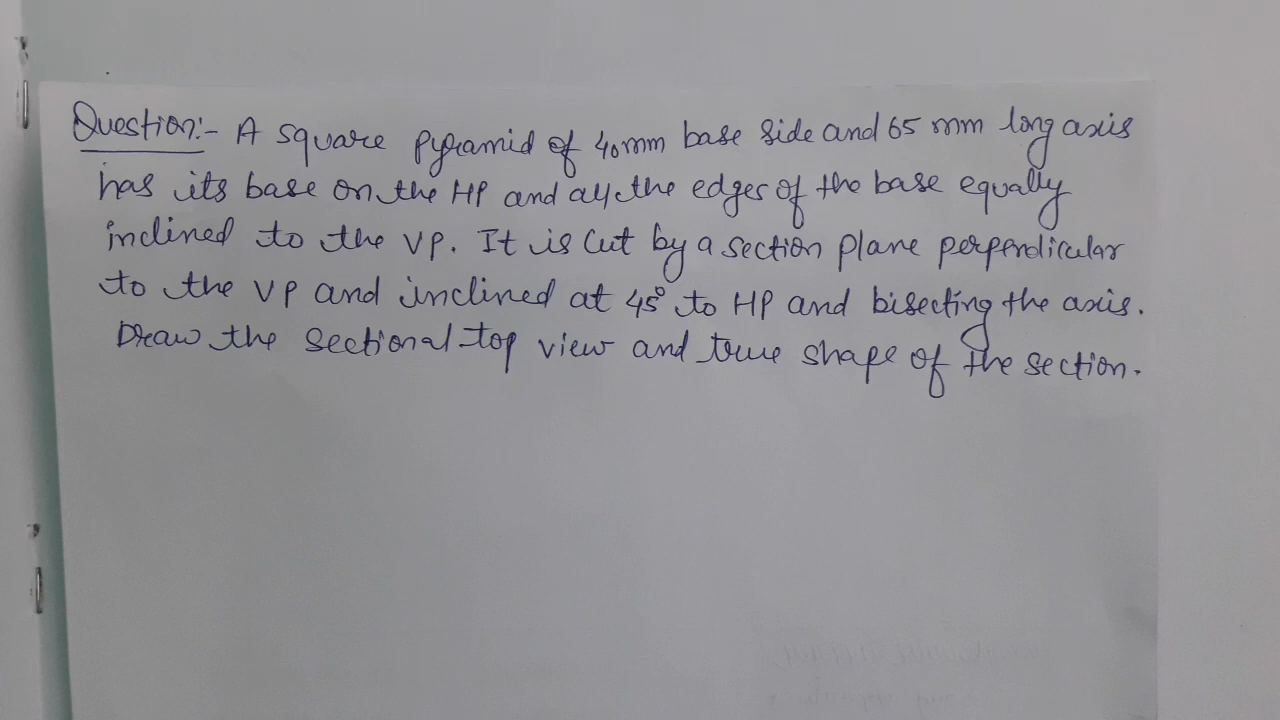 Question:- A square pyramid of 40mm base side and 65 mm long axis
has its base on the HP and all the edges of the base equally
inclined to the VP. It is Cut by a section plane perpendicular
to the VP and inclined at 45° to HP and bisecting the axis.
Draw the sectional top view and true shape of the section.